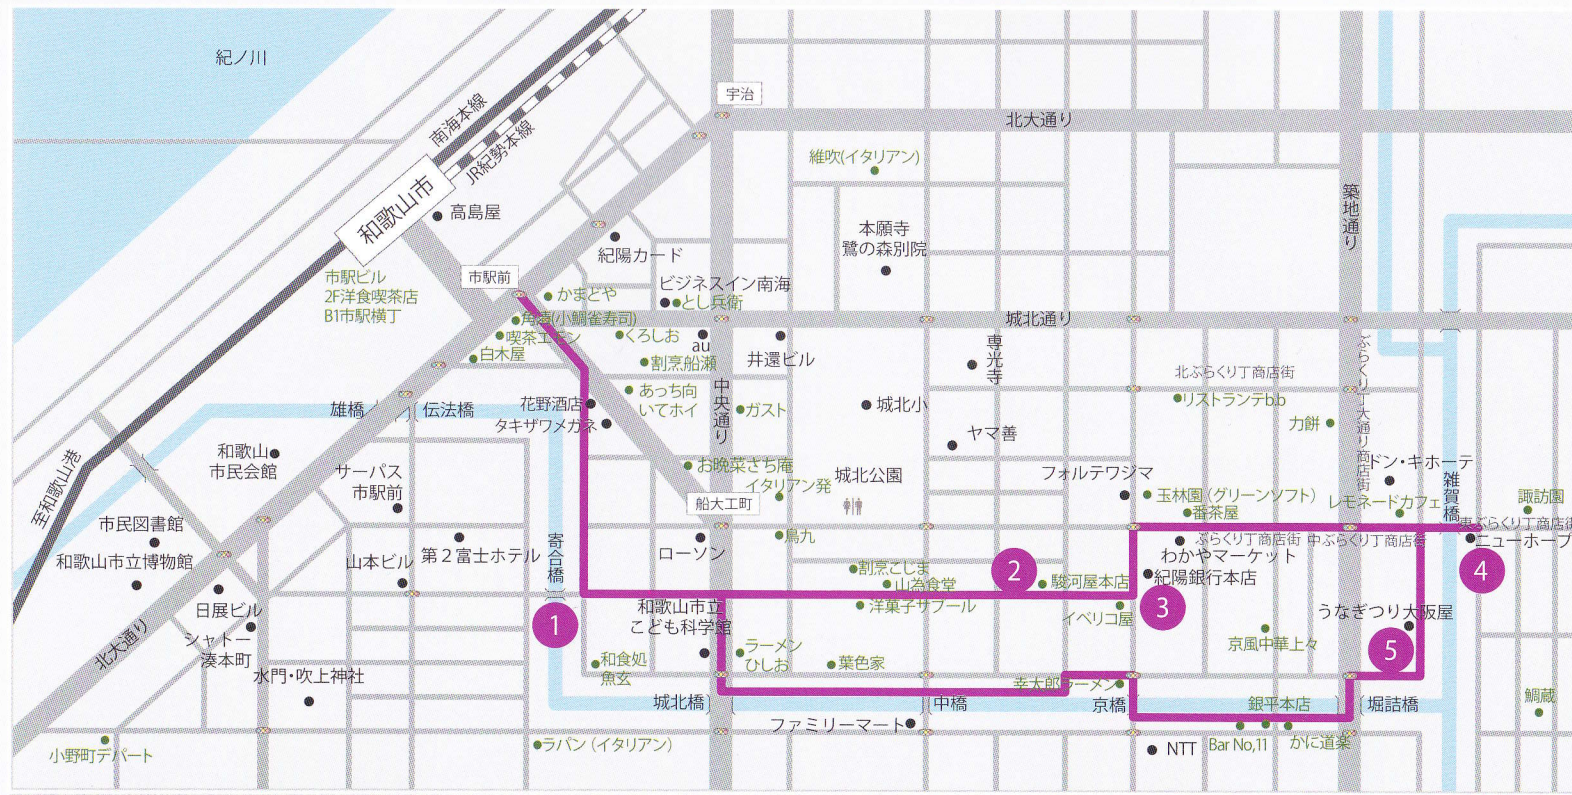 紀ノ川
南海本線
JR紀勢本線
和歌山市
高島屋
宇治
北大通り
維吹(イタリアン)
本願寺
鷺の森別院
築地通り
市駅前
紀陽カード
市駅ビル
2F洋食喫茶店
B1市駅横丁
かまどや
ビジネスイン南海
とし兵衛
喫茶エモン
白木屋
くろしお
au
割烹船瀬
井還ビル
城北通り
専光寺
ぶらくり丁大通り商店街
北ぶらくり丁商店街
リストランテb.b
力餅
雄橋
伝法橋
花野酒店
タキザワメガネ
あっち向
いてホイ
中央通り
ガスト
城北小
ヤマ善
至和歌山港
和歌山
市民会館
サーパス
市駅前
お晩菜さち庵
イタリアン発
城北公園
フォルテワジマ
玉林園(グリーンソフト)
番茶屋
ドン・キホーテ
レモネードカフェ
雑賀橋
諏訪園
船大工町
市民図書館
和歌山市立博物館
第2富士ホテル
寄合橋
ローソン
鳥九
ぶらくり丁商店街
中ぶらくり丁商店街
東ぶらくり丁商店街
ニューホープ
わかやマーケット
紀陽銀行本店
山本ビル
日展ビル
割烹こじま
山為食堂
洋菓子サブール
駿河屋本店
イベリコ屋
1
2
3
4
5
和歌山市立
こども科学館
うなぎつり大阪屋
京風中華上々
北大通り
シャトー
湊本町
水門・吹上神社
和食処
魚玄
ラーメン
ひしお
葉色家
幸太郎ラーメン
城北橋
中橋
京橋
銀平本店
堀詰橋
鯛蔵
ファミリーマート
小野町デパート
ラパン(イタリアン)
NTT
Bar No,11
かに道楽